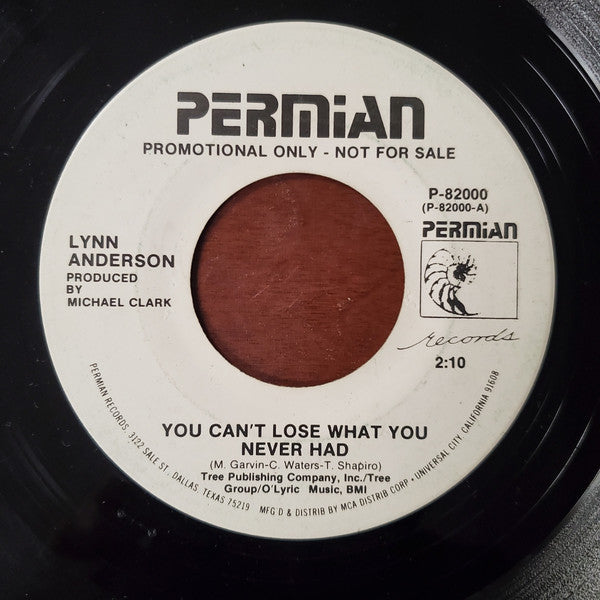 PERMiAN
PROMOTIONAL ONLY - NOT FOR SALE
P-82000
(P-82000-A)
PERMiAN
records
2:10
LYNN
ANDERSON
PRODUCED
BY
MICHAEL CLARK
YOU CAN'T LOSE WHAT YOU
NEVER HAD
(M. Garvin-C. Waters-T. Shapiro)
Tree Publishing Company, Inc./Tree
Group/O'Lyric Music, BMI
PERMIAN RECORDS, 3122 SALE ST., DALLAS, TEXAS 75219 MFG D & DISTRIB BY MCA DISTRIB CORP • UNIVERSAL CITY, CALIFORNIA 91608